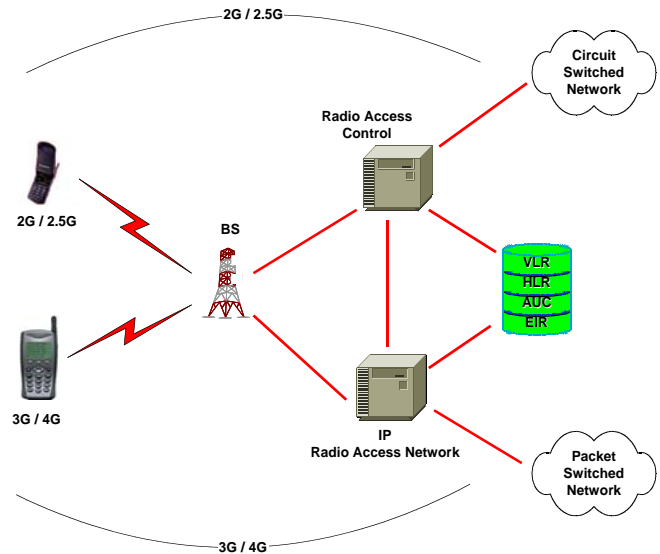 2G / 2.5G
Circuit
Switched
Network
Radio Access
Control
2G / 2.5G
BS
VLR
HLR
AUC
EIR
3G / 4G
IP
Radio Access Network
Packet
Switched
Network
3G / 4G